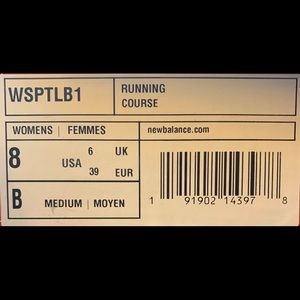 WSPTLB1
RUNNING
COURSE
WOMENS | FEMMES
newbalance.com
8 USA 6 UK
39 EUR
B MEDIUM | MOYEN
1 91902 14397 8